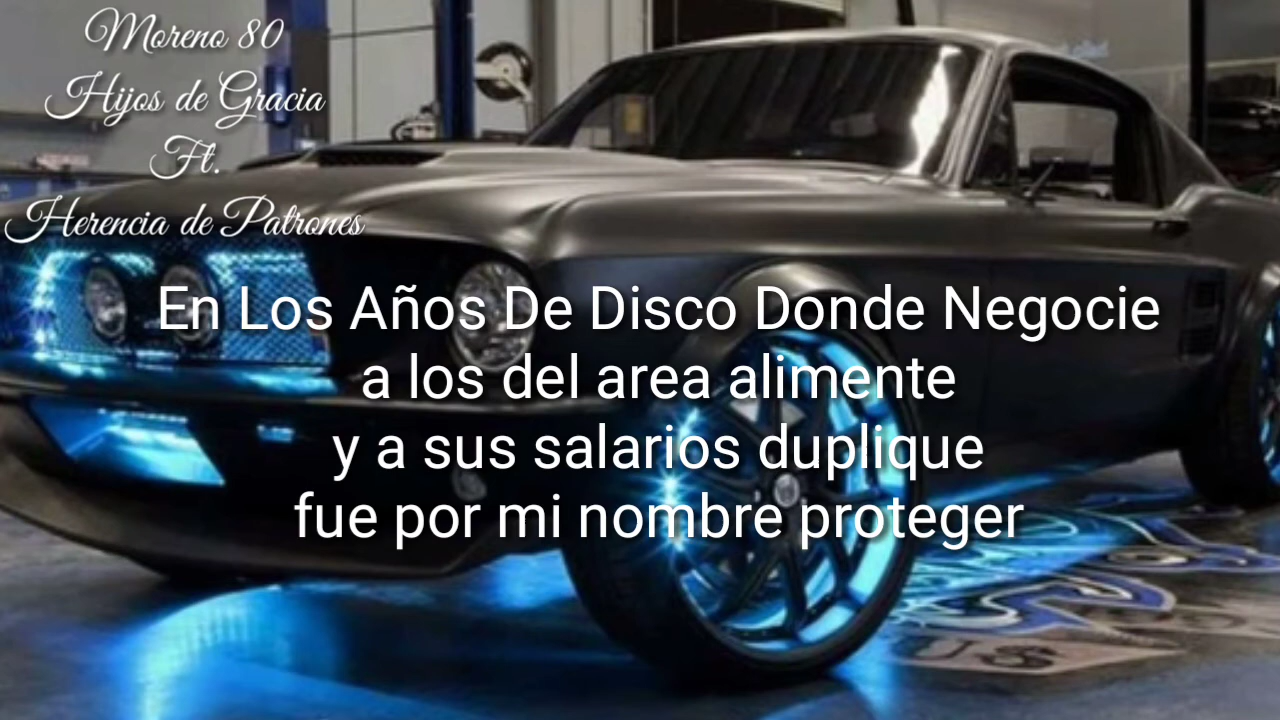 Moreno 80
Hijos de Gracia
Ft.
Herencia de Patrones
En Los Años De Disco Donde Negocie
a los del area alimente
y a sus salarios duplique
fue por mi nombre proteger